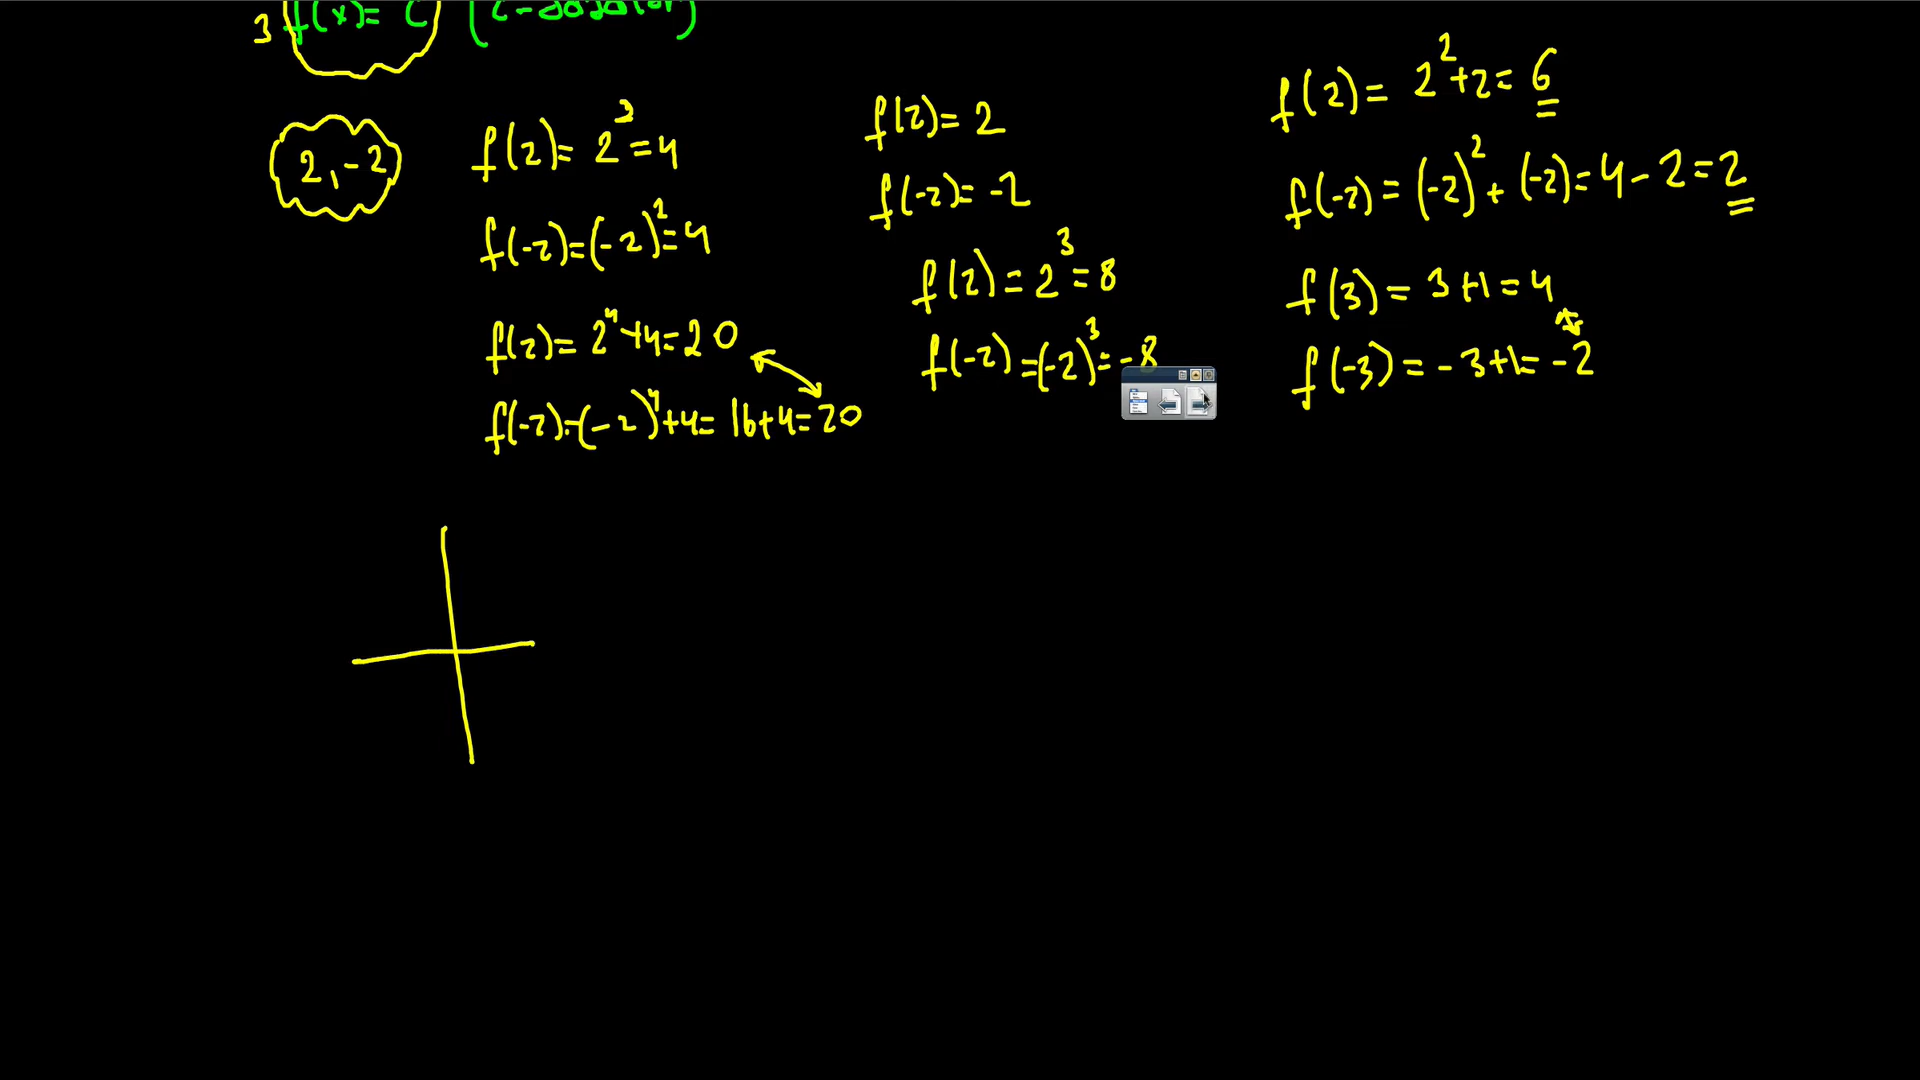 3 f(x)= C
2, -2
f(2)= 2²=4
f(-2)=(-2)²=4
f(2)= 2⁴+4=20
f(-2)=(-2)⁴+4= 16+4=20
f(2)= 2
f(-2)= -2
f(2)= 2³=8
f(-2)=(-2)³=-8
f(2)= 2²+2= 6
f(-2)= (-2)²+(-2)=4-2=2
f(3)= 3+1=4
f(-3)= -3+1= -2